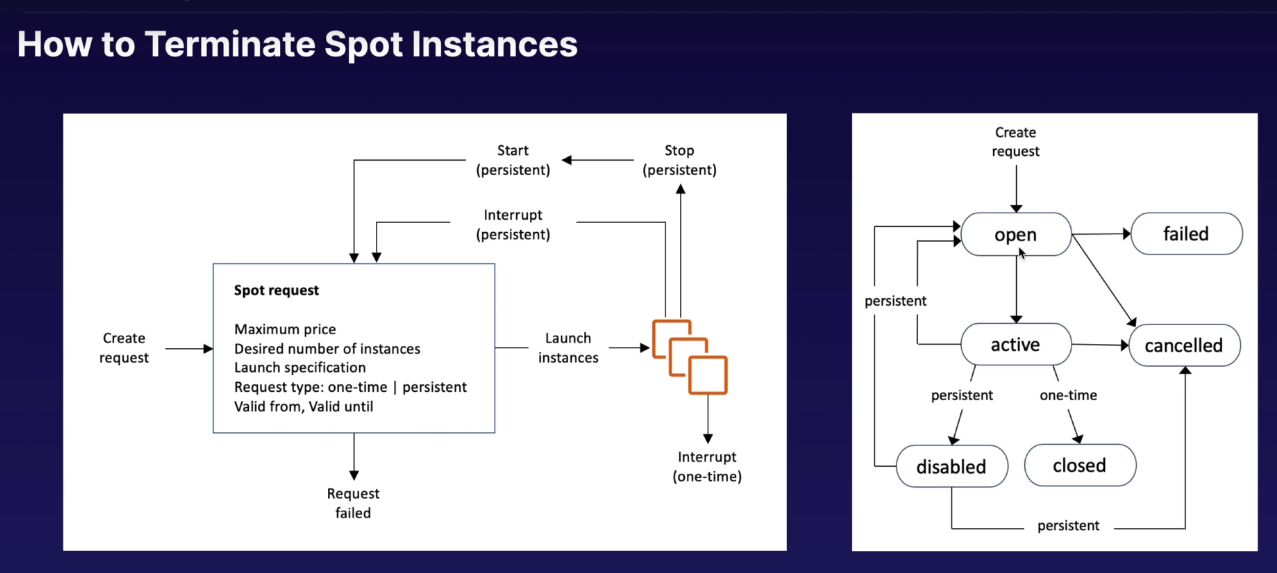 How to Terminate Spot Instances
Start
(persistent)
Stop
(persistent)
Interrupt
(persistent)
Spot request
Maximum price
Desired number of instances
Launch specification
Request type: one-time | persistent
Valid from, Valid until
Create
request
Launch
instances
Interrupt
(one-time)
Request
failed
Create
request
open
failed
persistent
active
cancelled
persistent
one-time
disabled
closed
persistent